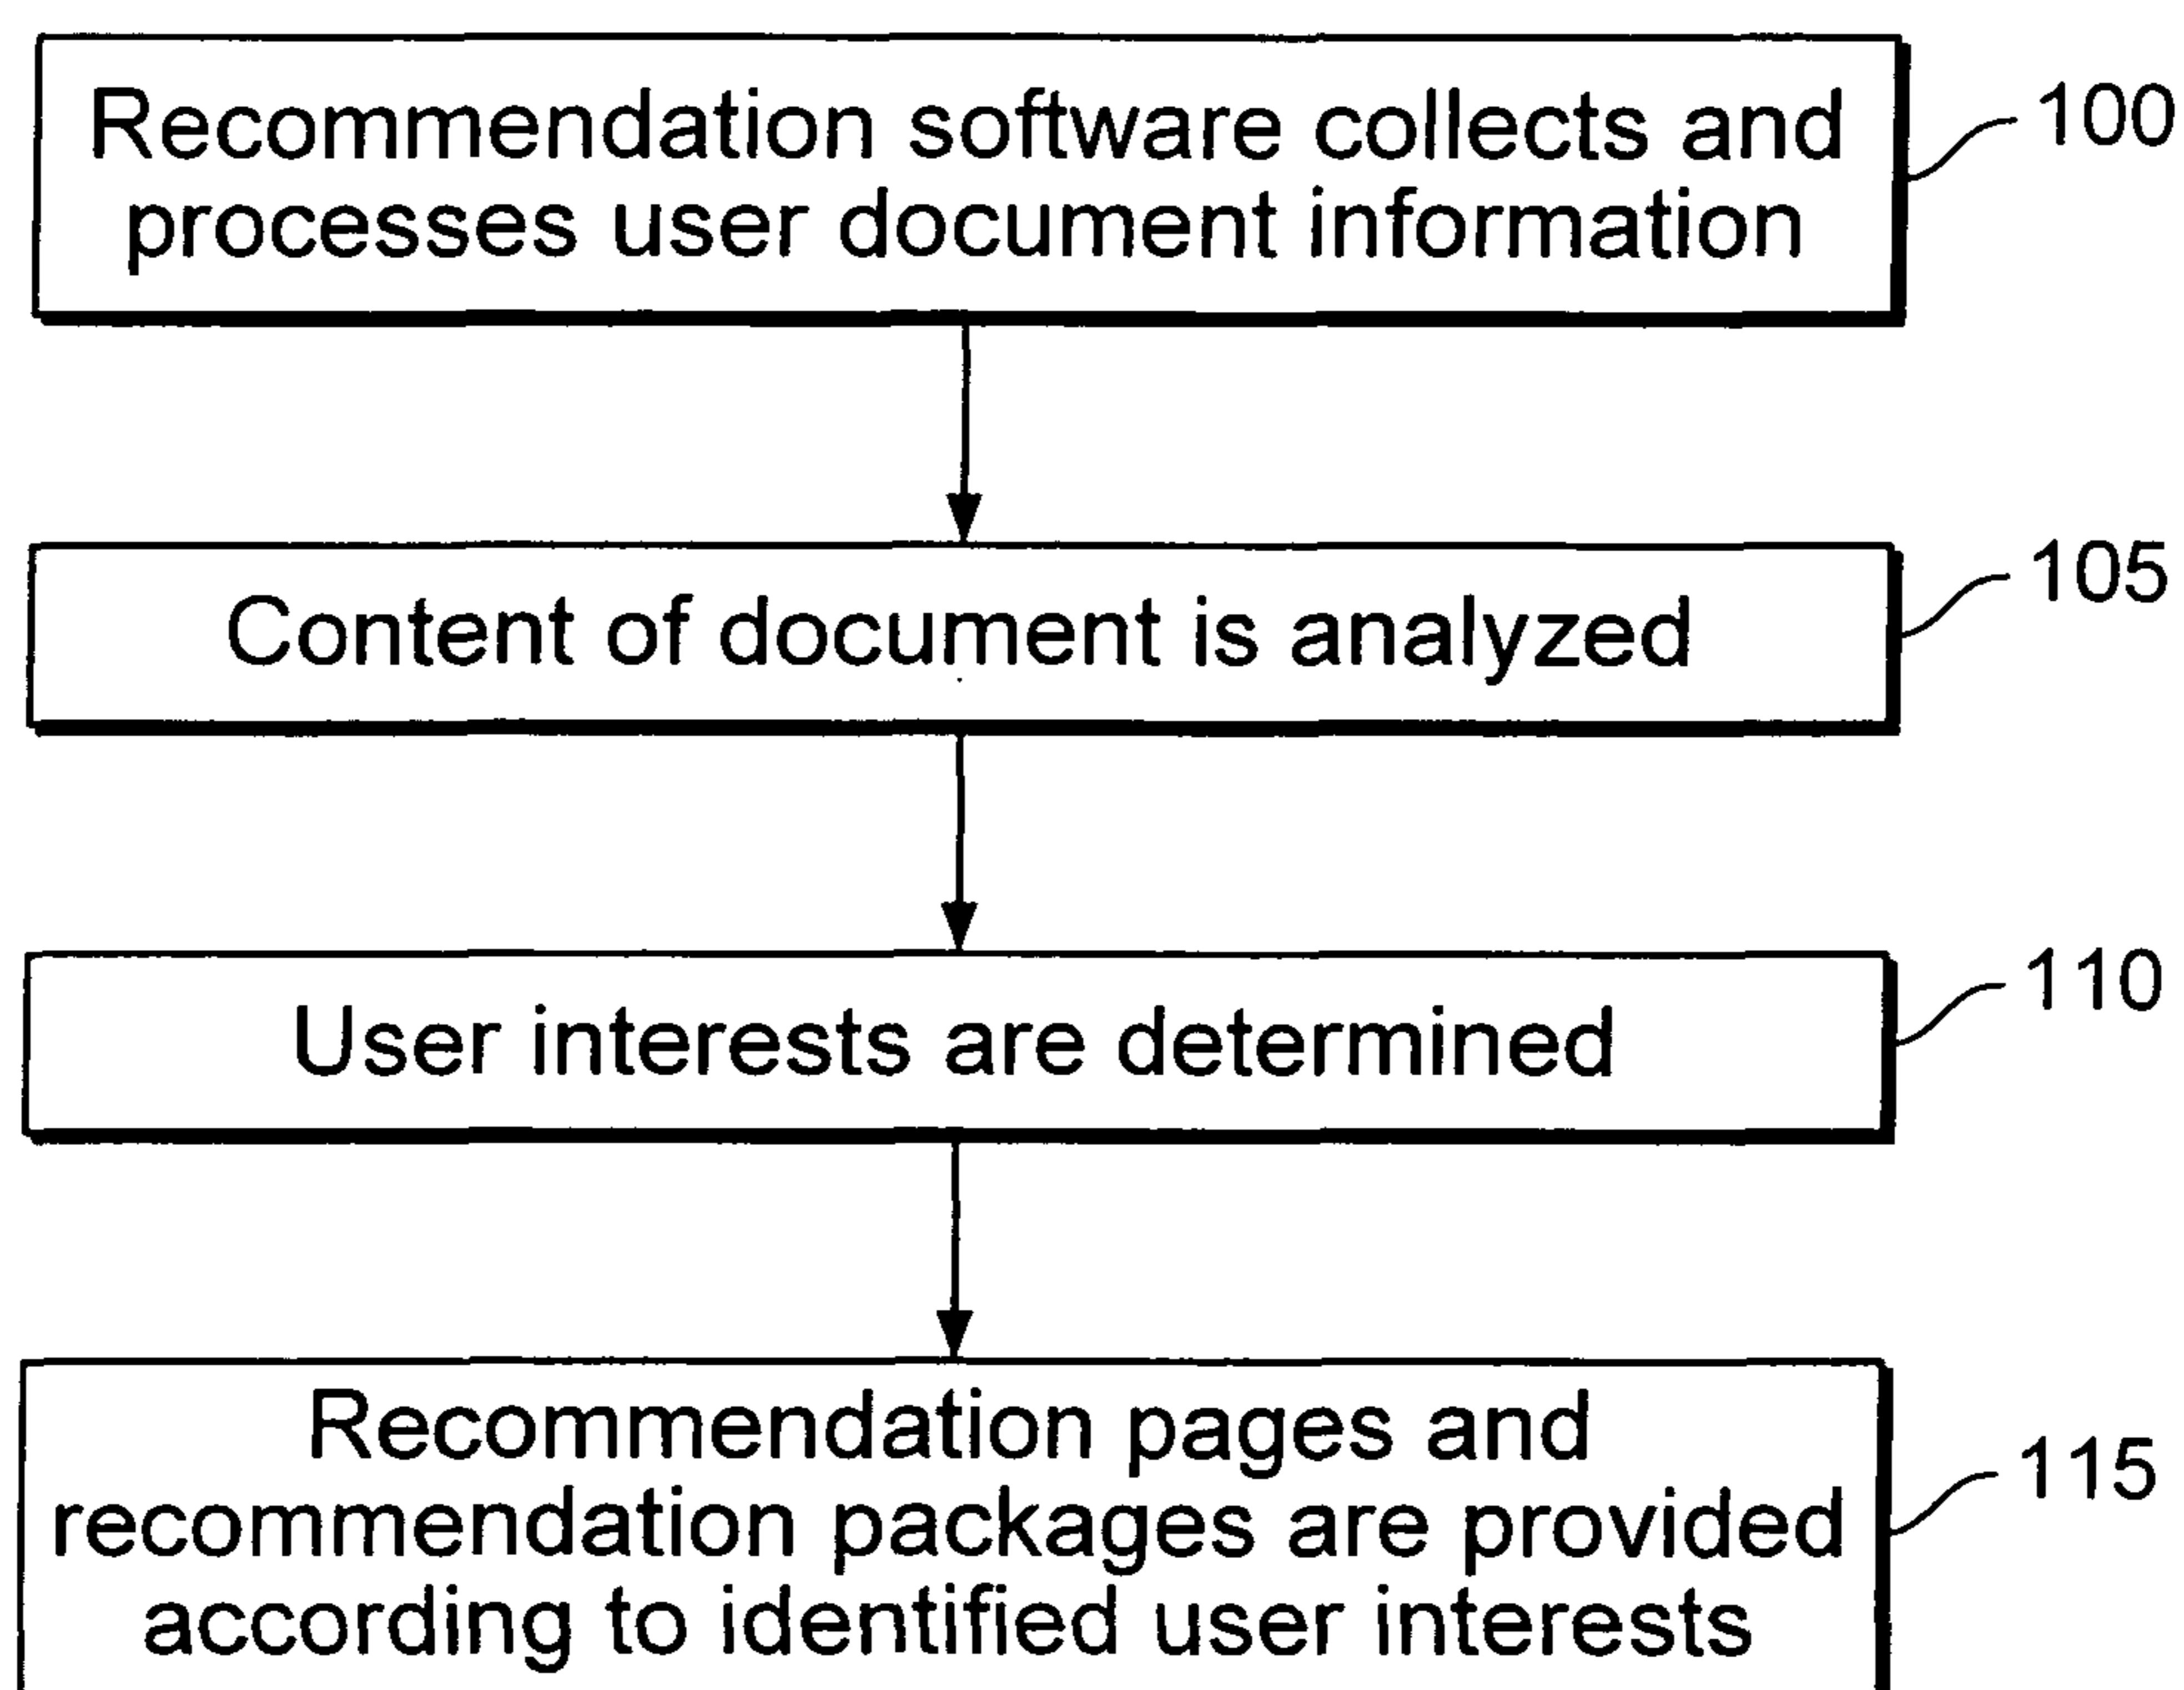 Recommendation software collects and
processes user document information
100
Content of document is analyzed
105
User interests are determined
110
Recommendation pages and
recommendation packages are provided
according to identified user interests
115